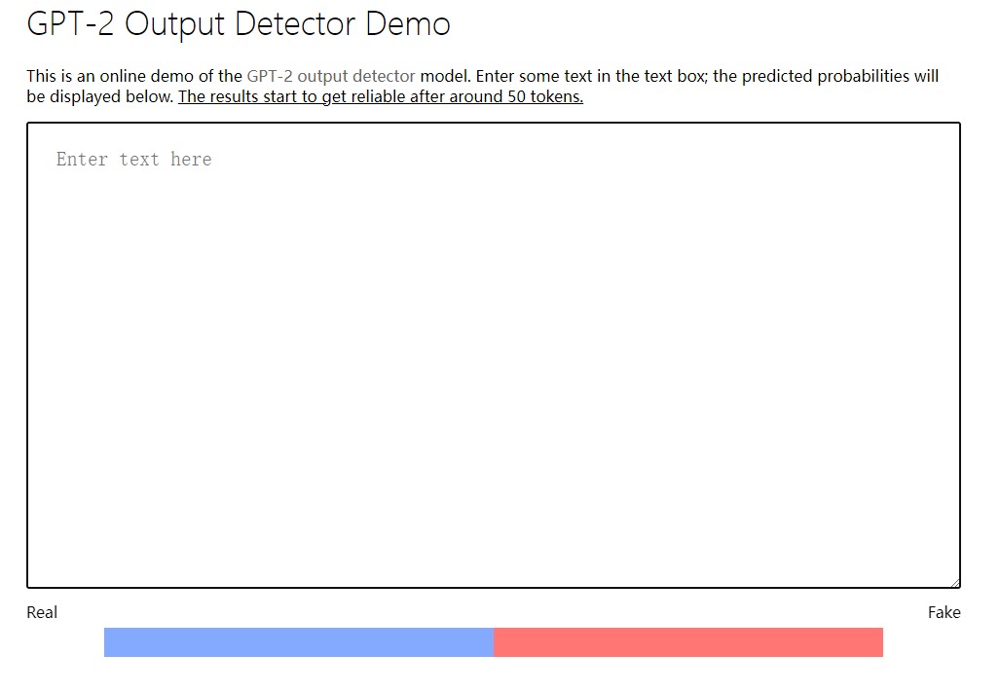 GPT-2 Output Detector Demo
This is an online demo of the GPT-2 output detector model. Enter some text in the text box; the predicted probabilities will
be displayed below. The results start to get reliable after around 50 tokens.
Enter text here
Real
Fake